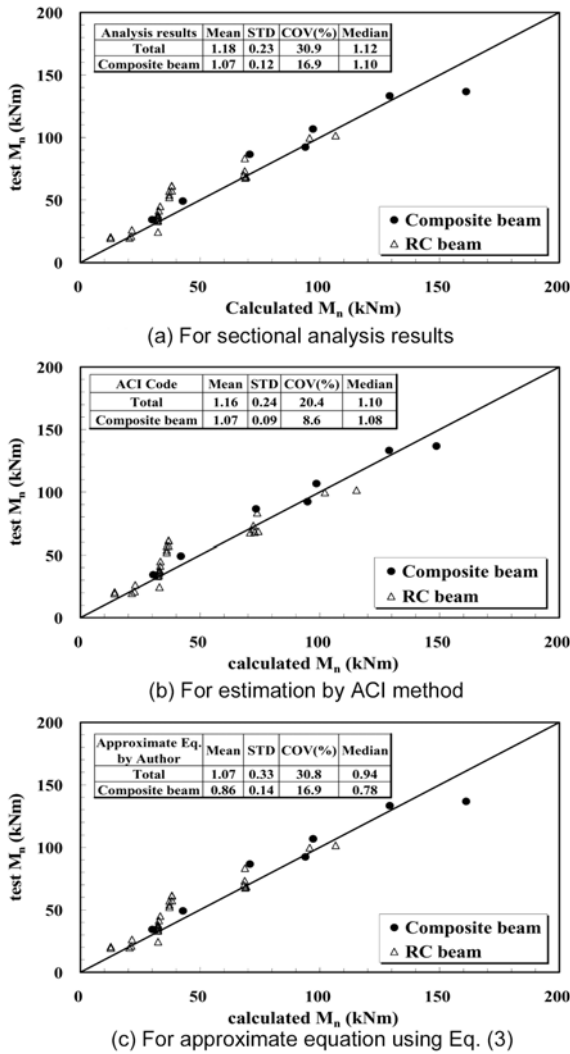 Analysis results Mean STD COV(%) Median
Total 1.18 0.23 30.9 1.12
Composite beam 1.07 0.12 16.9 1.10
200
150
100
50
0
test Mn (kNm)
Composite beam
RC beam
0 50 100 150 200
Calculated Mn (kNm)
(a) For sectional analysis results
ACI Code Mean STD COV(%) Median
Total 1.16 0.24 20.4 1.10
Composite beam 1.07 0.09 8.6 1.08
200
150
100
50
0
test Mn (kNm)
Composite beam
RC beam
0 50 100 150 200
calculated Mn (kNm)
(b) For estimation by ACI method
Approximate Eq.
by Author Mean STD COV(%) Median
Total 1.07 0.33 30.8 0.94
Composite beam 0.86 0.14 16.9 0.78
200
150
100
50
0
test Mn (kNm)
Composite beam
RC beam
0 50 100 150 200
calculated Mn (kNm)
(c) For approximate equation using Eq. (3)